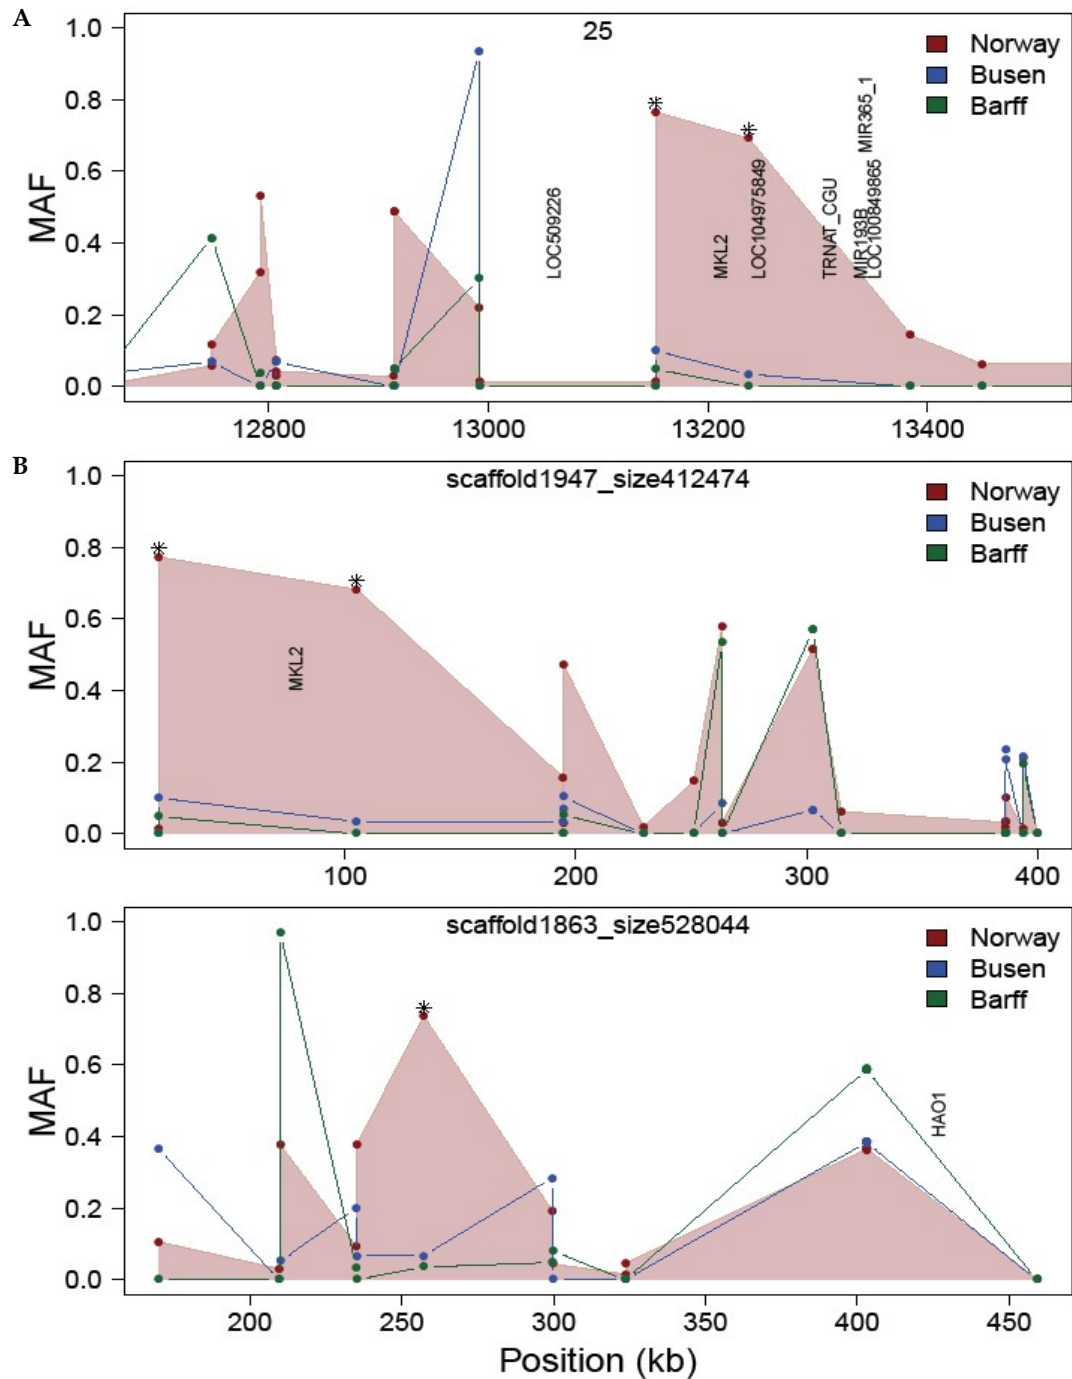 A
25
Norway
Busen
Barff
MAF
1.0
0.8
0.6
0.4
0.2
0.0
LOC509226
MKL2
LOC104975849
TRNAT_CGU
MIR193B
LOC100849865
MIR365_1
12800
13000
13200
13400
B
scaffold1947_size412474
Norway
Busen
Barff
MAF
1.0
0.8
0.6
0.4
0.2
0.0
MKL2
100
200
300
400
scaffold1863_size528044
Norway
Busen
Barff
MAF
1.0
0.8
0.6
0.4
0.2
0.0
HAO1
200
250
300
350
400
450
Position (kb)